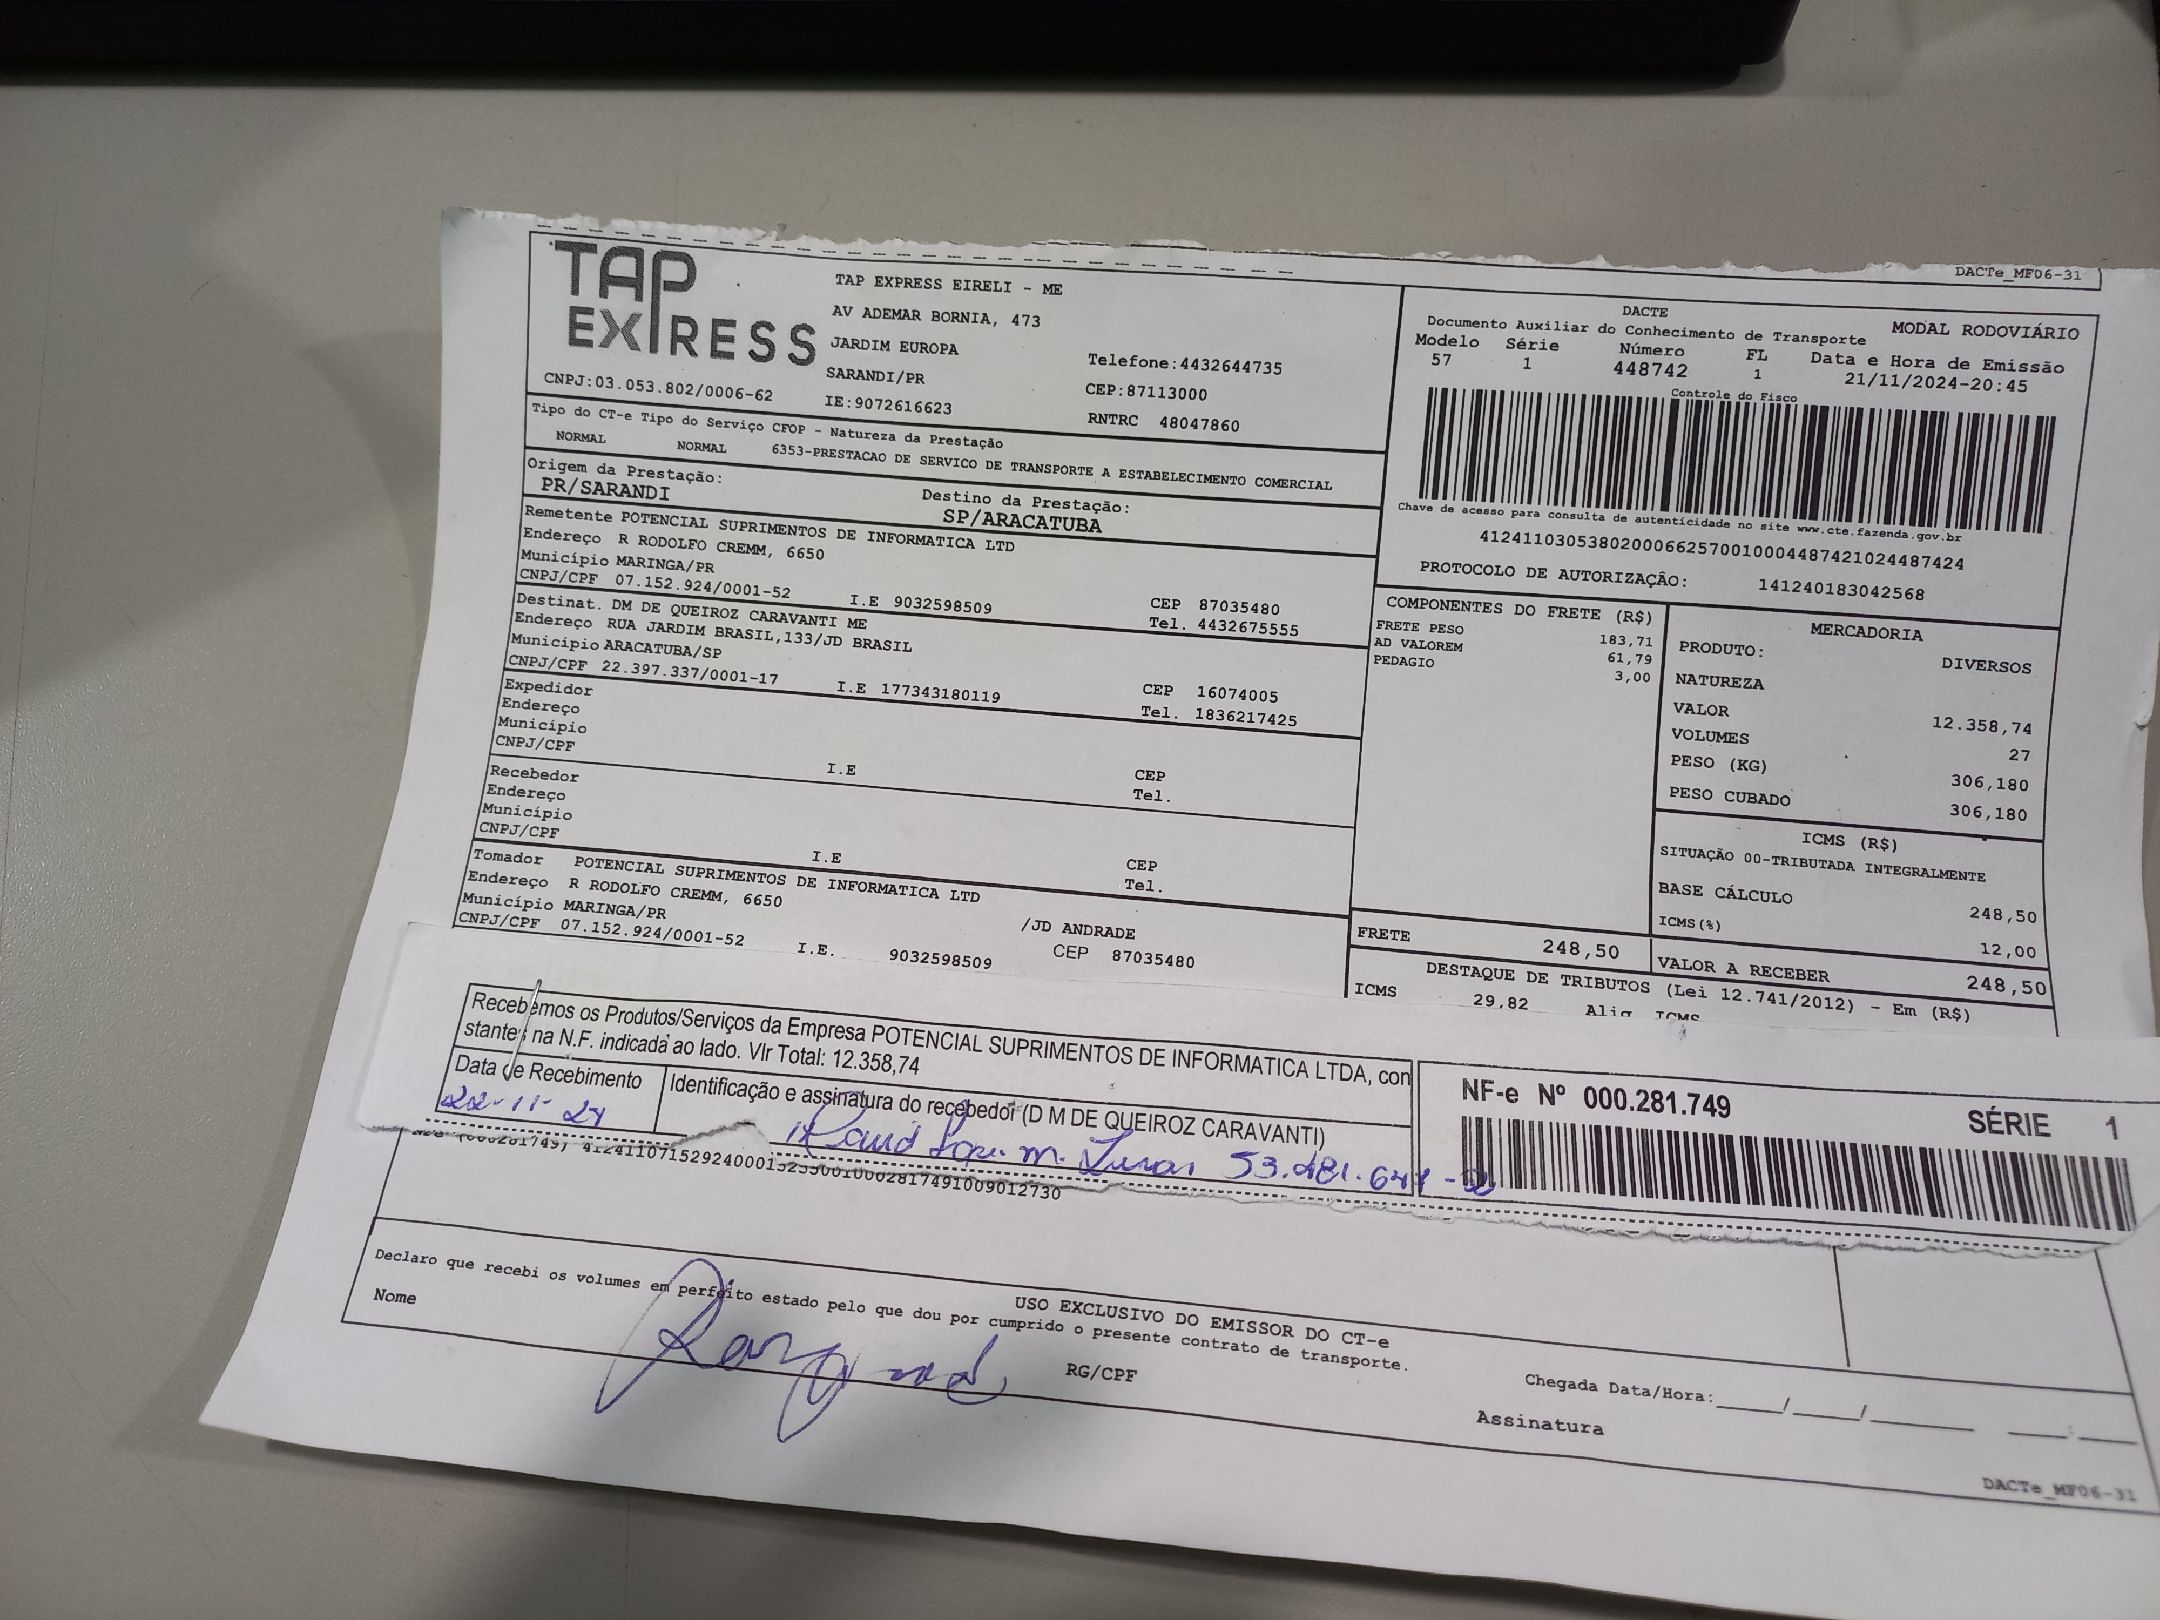 DACTe_MF06-31
TAP EXPRESS
TAP EXPRESS EIRELI - ME
AV ADEMAR BORNIA, 473
JARDIM EUROPA
Telefone:4432644735
SARANDI/PR
CEP:87113000
CNPJ:03.053.802/0006-62
IE:9072616623
RNTRC 48047860
DACTE
Documento Auxiliar do Conhecimento de Transporte
MODAL RODOVIÁRIO
Modelo Série Número FL Data e Hora de Emissão
57 1 448742 1 21/11/2024-20:45
Controle do Fisco
Chave de acesso para consulta de autenticidade no site www.cte.fazenda.gov.br
41241103053802000662570010004487421024487424
PROTOCOLO DE AUTORIZAÇÃO: 141240183042568
Tipo do CT-e Tipo do Serviço CFOP - Natureza da Prestação
NORMAL NORMAL 6353-PRESTACAO DE SERVICO DE TRANSPORTE A ESTABELECIMENTO COMERCIAL
Origem da Prestação: Destino da Prestação:
PR/SARANDI SP/ARACATUBA
Remetente POTENCIAL SUPRIMENTOS DE INFORMATICA LTD
Endereço R RODOLFO CREMM, 6650
Município MARINGA/PR CEP 87035480
CNPJ/CPF 07.152.924/0001-52 I.E 9032598509 Tel. 4432675555
Destinat. DM DE QUEIROZ CARAVANTI ME
Endereço RUA JARDIM BRASIL,133/JD BRASIL
Município ARACATUBA/SP CEP 16074005
CNPJ/CPF 22.397.337/0001-17 I.E 177343180119 Tel. 1836217425
Expedidor
Endereço
Município CEP
CNPJ/CPF I.E Tel.
Recebedor
Endereço
Município CEP
CNPJ/CPF I.E Tel.
Tomador POTENCIAL SUPRIMENTOS DE INFORMATICA LTD
Endereço R RODOLFO CREMM, 6650 /JD ANDRADE
Município MARINGA/PR CEP 87035480
CNPJ/CPF 07.152.924/0001-52 I.E. 9032598509
COMPONENTES DO FRETE (R$)
FRETE PESO 183,71
AD VALOREM 61,79
PEDAGIO 3,00
MERCADORIA
PRODUTO: DIVERSOS
NATUREZA
VALOR 12.358,74
VOLUMES 27
PESO (KG) 306,180
PESO CUBADO 306,180
ICMS (R$)
SITUAÇÃO 00-TRIBUTADA INTEGRALMENTE
BASE CÁLCULO 248,50
ICMS(%) 12,00
FRETE 248,50 VALOR A RECEBER 248,50
DESTAQUE DE TRIBUTOS (Lei 12.741/2012) - Em (R$)
ICMS 29,82 Aliq. ICMS
Recebemos os Produtos/Serviços da Empresa POTENCIAL SUPRIMENTOS DE INFORMATICA LTDA, con
stantes na N.F. indicada ao lado. Vlr Total: 12.358,74
Data de Recebimento Identificação e assinatura do recebedor (D M DE QUEIROZ CARAVANTI)
22-11-24
NF-e Nº 000.281.749 SÉRIE 1
USO EXCLUSIVO DO EMISSOR DO CT-e
Declaro que recebi os volumes em perfeito estado pelo que dou por cumprido o presente contrato de transporte.
Nome RG/CPF Chegada Data/Hora:____/____/______ ____:____
Assinatura
DACTe_MF06-31